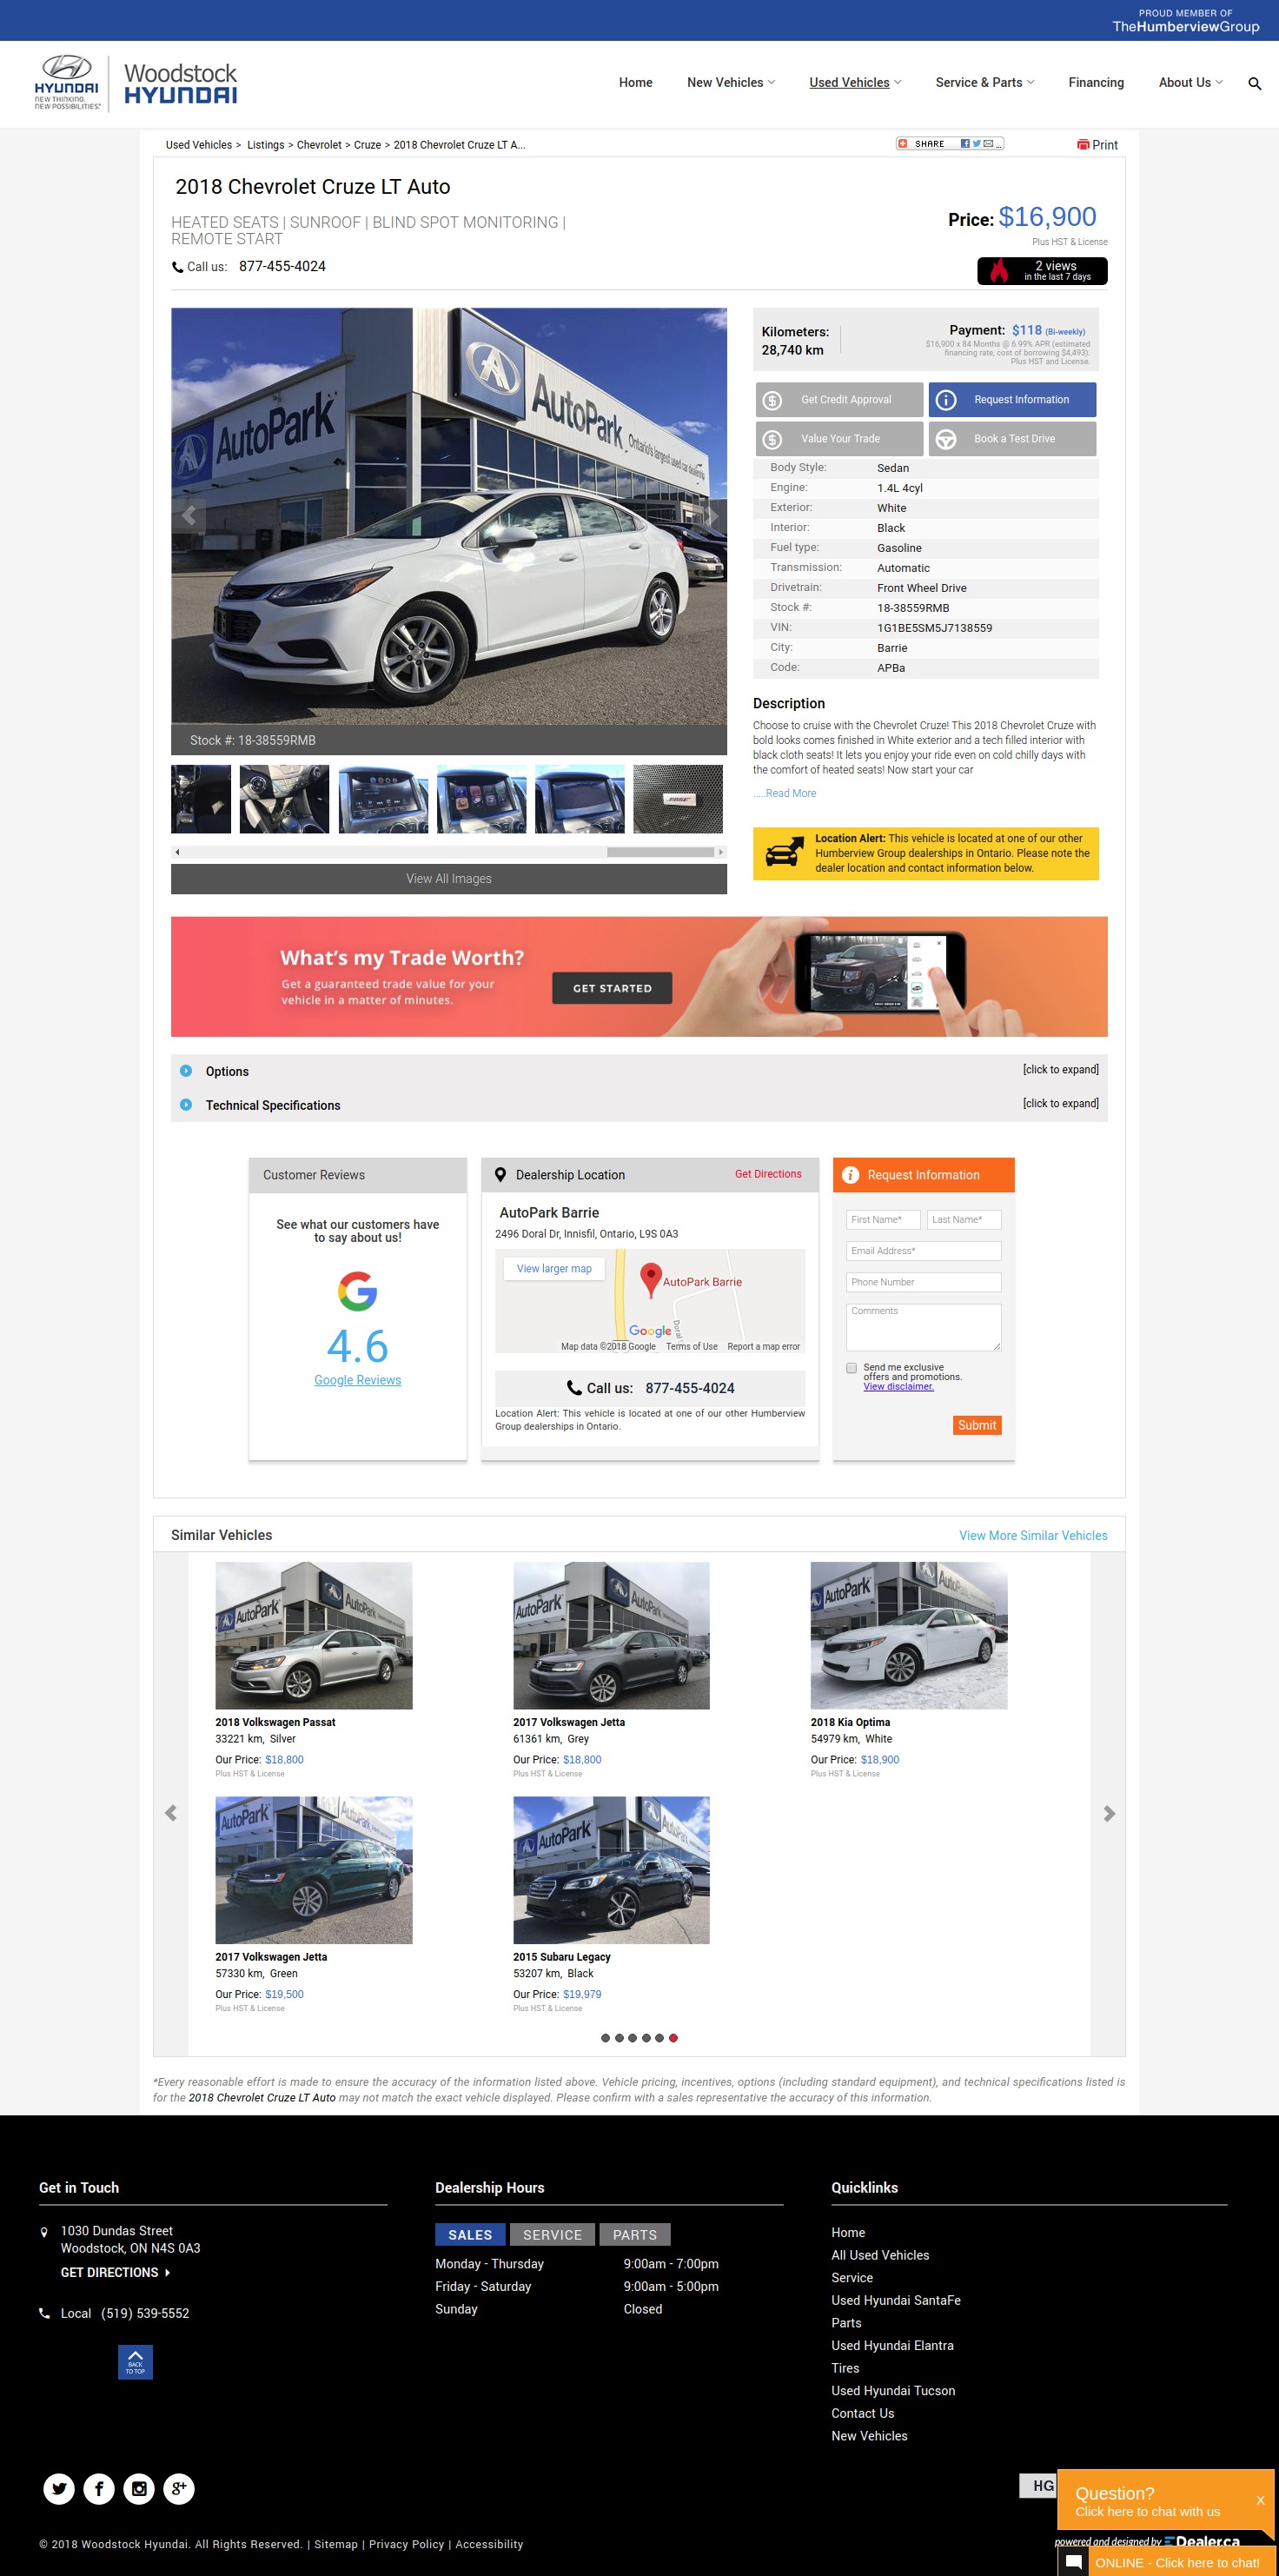 PROUD MEMBER OF
TheHumberviewGroup
HYUNDAI
NEW THINKING.
NEW POSSIBILITIES.
Woodstock
HYUNDAI
Home
New Vehicles
Used Vehicles
Service & Parts
Financing
About Us
Used Vehicles > Listings > Chevrolet > Cruze > 2018 Chevrolet Cruze LT A...
SHARE
...
Print
2018 Chevrolet Cruze LT Auto
HEATED SEATS | SUNROOF | BLIND SPOT MONITORING |
REMOTE START
Call us: 877-455-4024
Price: $16,900
Plus HST & License
2 views
in the last 7 days
AutoPark
AutoPark
Ontario's largest used car dealership
Stock #: 18-38559RMB
View All Images
Kilometers:
28,740 km
Payment: $118 (Bi-weekly)
$16,900 x 84 Months @ 6.99% APR (estimated
financing rate, cost of borrowing $4,493).
Plus HST and License.
Get Credit Approval
Request Information
Value Your Trade
Book a Test Drive
Body Style: Sedan
Engine: 1.4L 4cyl
Exterior: White
Interior: Black
Fuel type: Gasoline
Transmission: Automatic
Drivetrain: Front Wheel Drive
Stock #: 18-38559RMB
VIN: 1G1BE5SM5J7138559
City: Barrie
Code: APBa
Description
Choose to cruise with the Chevrolet Cruze! This 2018 Chevrolet Cruze with
bold looks comes finished in White exterior and a tech filled interior with
black cloth seats! It lets you enjoy your ride even on cold chilly days with
the comfort of heated seats! Now start your car
.....Read More
Location Alert: This vehicle is located at one of our other
Humberview Group dealerships in Ontario. Please note the
dealer location and contact information below.
What's my Trade Worth?
Get a guaranteed trade value for your
vehicle in a matter of minutes.
GET STARTED
Options
[click to expand]
Technical Specifications
[click to expand]
Customer Reviews
See what our customers have
to say about us!
4.6
Google Reviews
Dealership Location
Get Directions
AutoPark Barrie
2496 Doral Dr, Innisfil, Ontario, L9S 0A3
View larger map
AutoPark Barrie
Doral
Google
Map data ©2018 Google
Terms of Use
Report a map error
Call us: 877-455-4024
Location Alert: This vehicle is located at one of our other Humberview
Group dealerships in Ontario.
Request Information
First Name*
Last Name*
Email Address*
Phone Number
Comments
Send me exclusive
offers and promotions.
View disclaimer.
Submit
Similar Vehicles
View More Similar Vehicles
AutoPark
AutoPark
AutoPark
AutoPark
AutoPark
AutoPark
2018 Volkswagen Passat
33221 km, Silver
Our Price: $18,800
Plus HST & License
2017 Volkswagen Jetta
61361 km, Grey
Our Price: $18,800
Plus HST & License
2018 Kia Optima
54979 km, White
Our Price: $18,900
Plus HST & License
AutoPark
AutoPark
AutoPark
AutoPark
2017 Volkswagen Jetta
57330 km, Green
Our Price: $19,500
Plus HST & License
2015 Subaru Legacy
53207 km, Black
Our Price: $19,979
Plus HST & License
*Every reasonable effort is made to ensure the accuracy of the information listed above. Vehicle pricing, incentives, options (including standard equipment), and technical specifications listed is
for the 2018 Chevrolet Cruze LT Auto may not match the exact vehicle displayed. Please confirm with a sales representative the accuracy of this information.
Get in Touch
1030 Dundas Street
Woodstock, ON N4S 0A3
GET DIRECTIONS
Local (519) 539-5552
BACK
TO TOP
Dealership Hours
SALES
SERVICE
PARTS
Monday - Thursday 9:00am - 7:00pm
Friday - Saturday 9:00am - 5:00pm
Sunday Closed
Quicklinks
Home
All Used Vehicles
Service
Used Hyundai SantaFe
Parts
Used Hyundai Elantra
Tires
Used Hyundai Tucson
Contact Us
New Vehicles
HG
Question?
Click here to chat with us
X
powered and designed by Dealer.ca
ONLINE - Click here to chat!
© 2018 Woodstock Hyundai. All Rights Reserved. | Sitemap | Privacy Policy | Accessibility